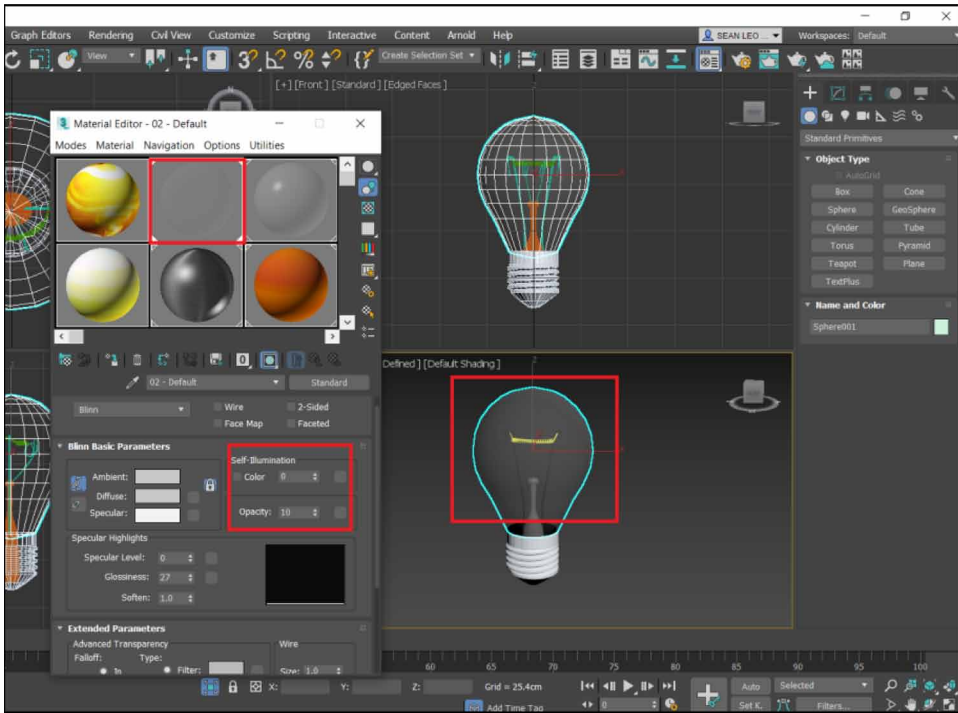 Graph Editors Rendering Civil View Customize Scripting Interactive Content Arnold Help SEAN LEO ... Workspaces: Default
View 3 Create Selection Set
[+] [Front] [Standard] [Edged Faces]
Material Editor - 02 - Default
Modes Material Navigation Options Utilities
Standard Primitives
Object Type
AutoGrid
Box Cone
Sphere GeoSphere
Cylinder Tube
Torus Pyramid
Teapot Plane
TextPlus
Name and Color
Sphere001
Defined] [Default Shading]
02 - Default Standard
Blinn Wire 2-Sided
Face Map Faceted
Blinn Basic Parameters
Self-Illumination
Ambient: Color 0
Diffuse:
Specular: Opacity: 10
Specular Highlights
Specular Level: 0
Glossiness: 27
Soften: 1.0
Extended Parameters
Advanced Transparency Wire
Falloff: Type:
In Filter: Size: 1.0
60 65 70 75 80 85 90 95 100
X: Y: Z: Grid = 25.4cm Auto Selected
Add Time Tag 0 Set K. Filters...